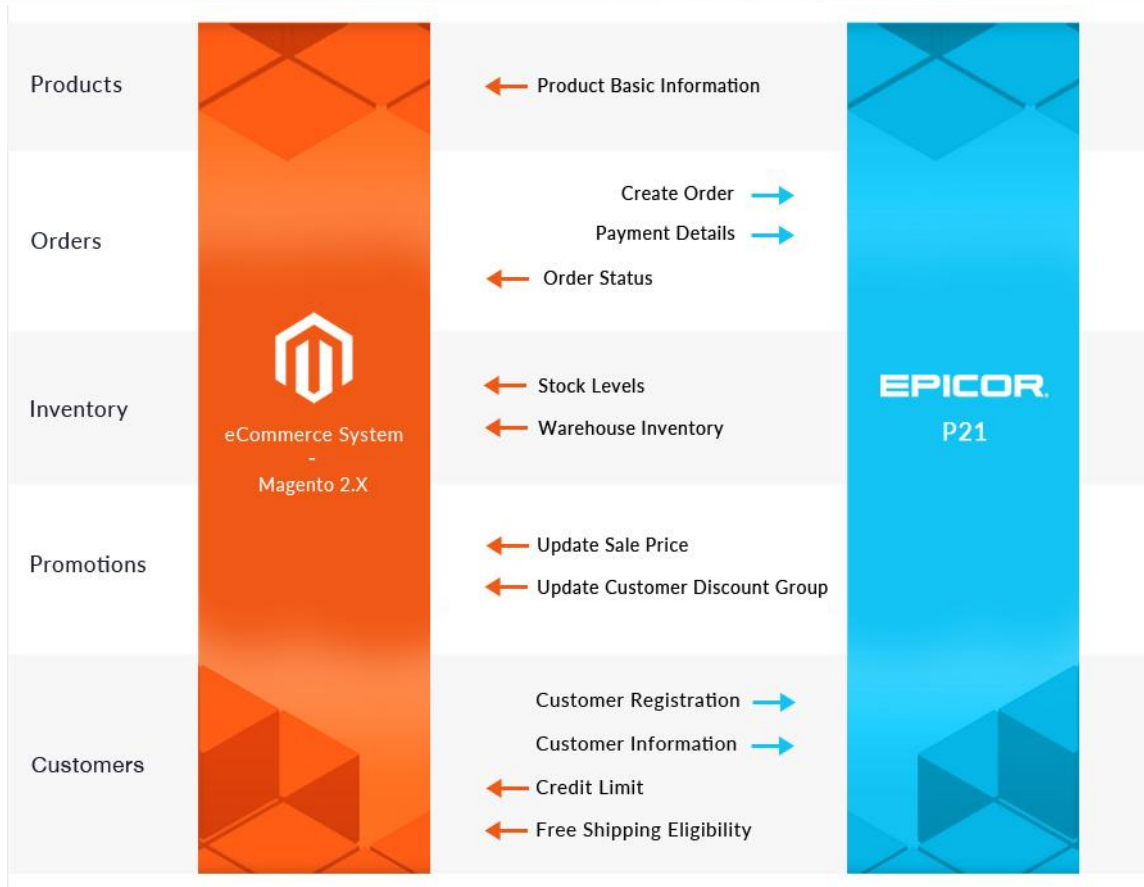 Products
Product Basic Information
Orders
Create Order
Payment Details
Order Status
Inventory
eCommerce System
-
Magento 2.X
Stock Levels
Warehouse Inventory
EPICOR.
P21
Promotions
Update Sale Price
Update Customer Discount Group
Customers
Customer Registration
Customer Information
Credit Limit
Free Shipping Eligibility